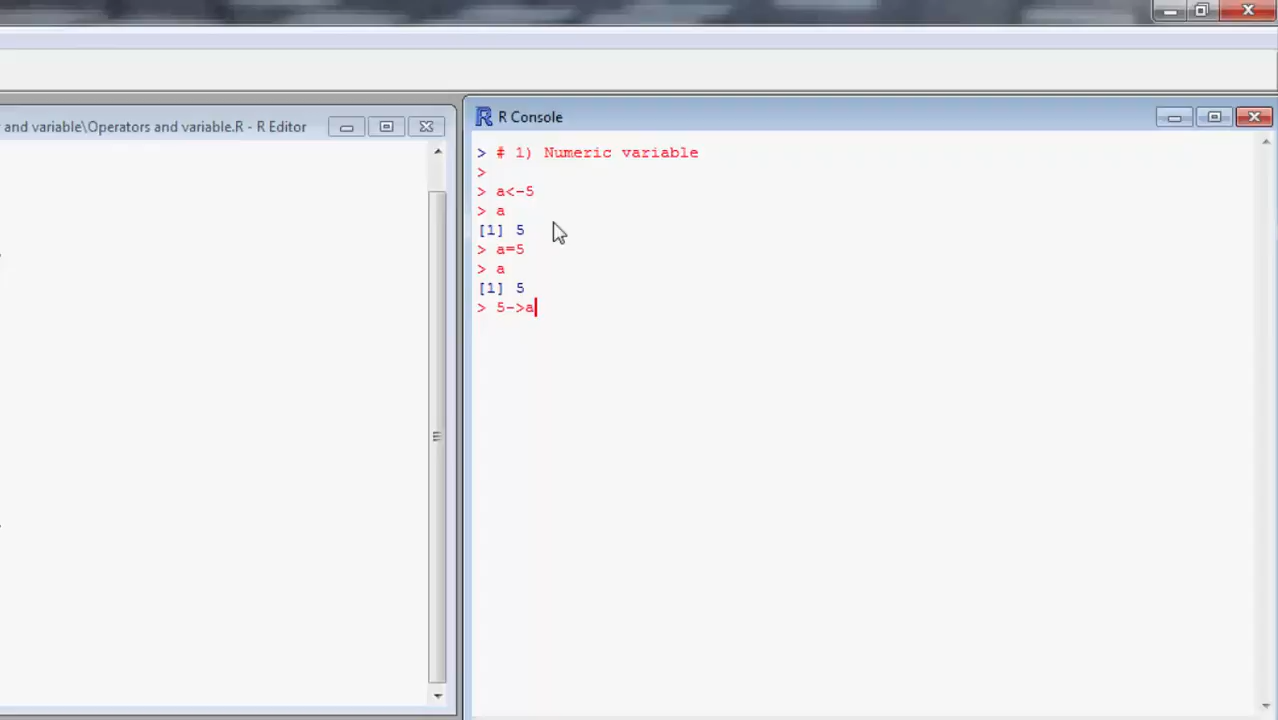 and variable\Operators and variable.R - R Editor
R Console
> # 1) Numeric variable
>
> a<-5
> a
[1] 5
> a=5
> a
[1] 5
> 5->a